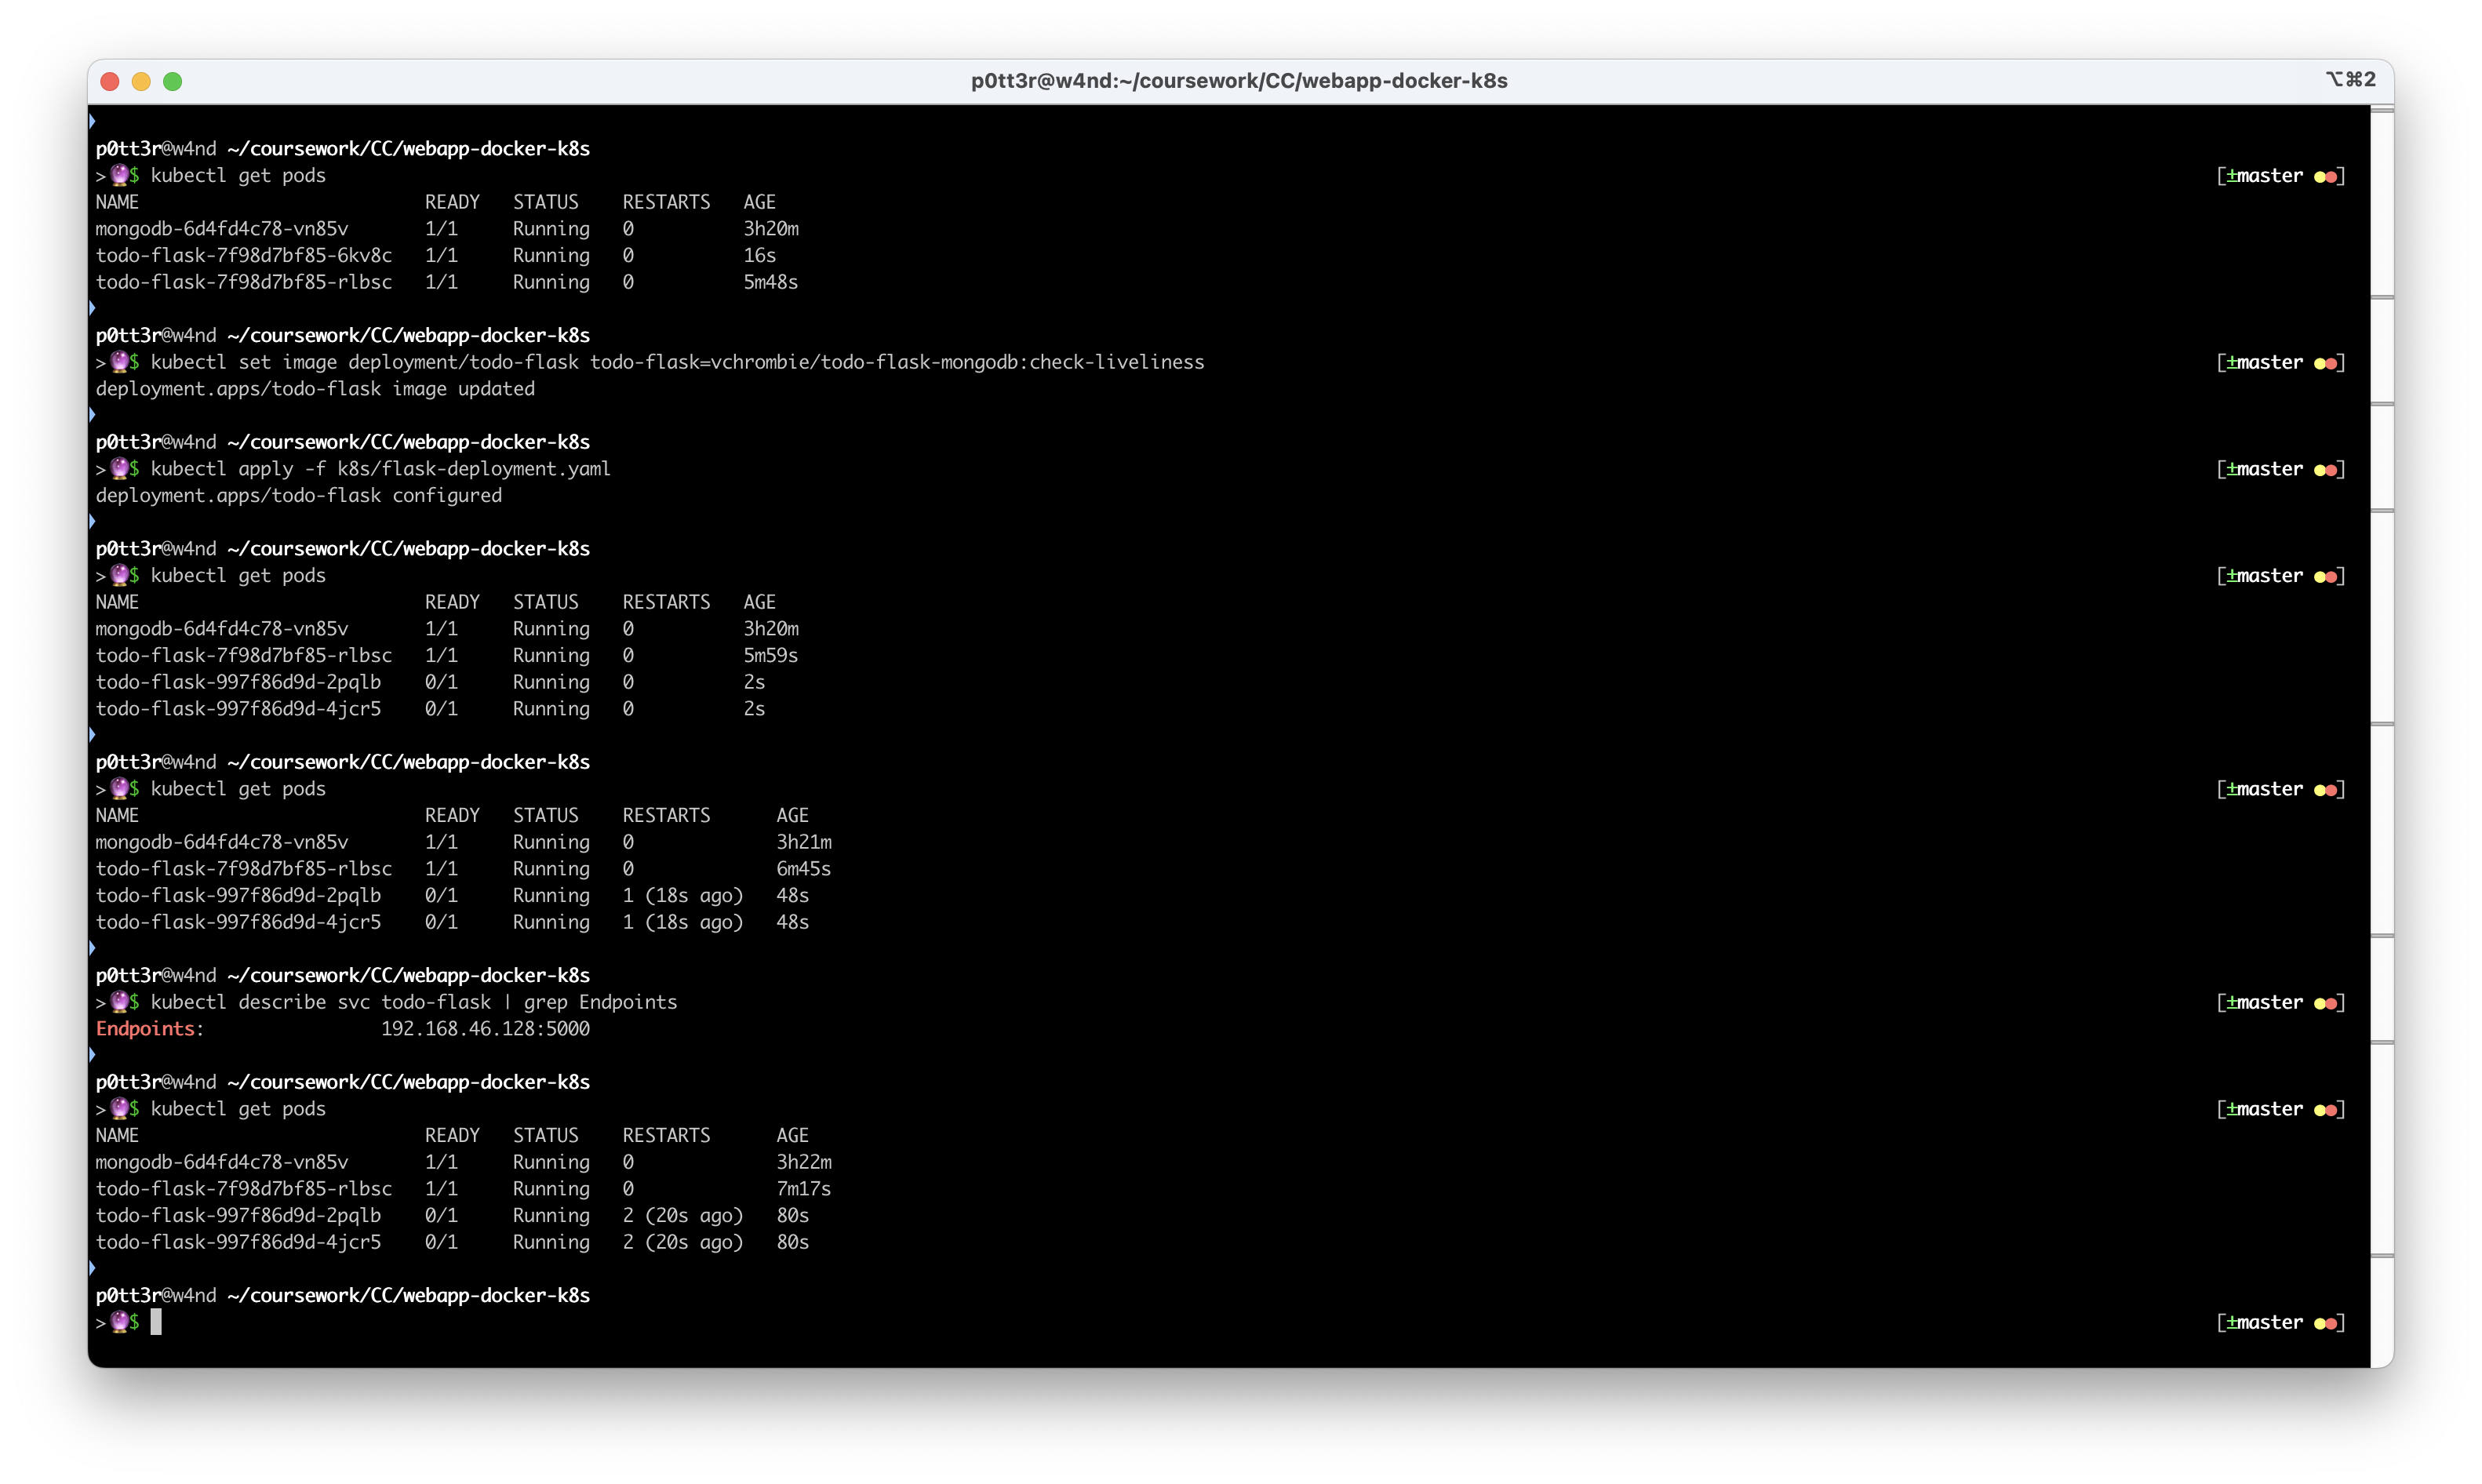 p0tt3r@w4nd:~/coursework/CC/webapp-docker-k8s ⌥⌘2
p0tt3r@w4nd ~/coursework/CC/webapp-docker-k8s
>🔮$ kubectl get pods [±master ●●]
NAME READY STATUS RESTARTS AGE
mongodb-6d4fd4c78-vn85v 1/1 Running 0 3h20m
todo-flask-7f98d7bf85-6kv8c 1/1 Running 0 16s
todo-flask-7f98d7bf85-rlbsc 1/1 Running 0 5m48s
p0tt3r@w4nd ~/coursework/CC/webapp-docker-k8s
>🔮$ kubectl set image deployment/todo-flask todo-flask=vchrombie/todo-flask-mongodb:check-liveliness [±master ●●]
deployment.apps/todo-flask image updated
p0tt3r@w4nd ~/coursework/CC/webapp-docker-k8s
>🔮$ kubectl apply -f k8s/flask-deployment.yaml [±master ●●]
deployment.apps/todo-flask configured
p0tt3r@w4nd ~/coursework/CC/webapp-docker-k8s
>🔮$ kubectl get pods [±master ●●]
NAME READY STATUS RESTARTS AGE
mongodb-6d4fd4c78-vn85v 1/1 Running 0 3h20m
todo-flask-7f98d7bf85-rlbsc 1/1 Running 0 5m59s
todo-flask-997f86d9d-2pqlb 0/1 Running 0 2s
todo-flask-997f86d9d-4jcr5 0/1 Running 0 2s
p0tt3r@w4nd ~/coursework/CC/webapp-docker-k8s
>🔮$ kubectl get pods [±master ●●]
NAME READY STATUS RESTARTS AGE
mongodb-6d4fd4c78-vn85v 1/1 Running 0 3h21m
todo-flask-7f98d7bf85-rlbsc 1/1 Running 0 6m45s
todo-flask-997f86d9d-2pqlb 0/1 Running 1 (18s ago) 48s
todo-flask-997f86d9d-4jcr5 0/1 Running 1 (18s ago) 48s
p0tt3r@w4nd ~/coursework/CC/webapp-docker-k8s
>🔮$ kubectl describe svc todo-flask | grep Endpoints [±master ●●]
Endpoints: 192.168.46.128:5000
p0tt3r@w4nd ~/coursework/CC/webapp-docker-k8s
>🔮$ kubectl get pods [±master ●●]
NAME READY STATUS RESTARTS AGE
mongodb-6d4fd4c78-vn85v 1/1 Running 0 3h22m
todo-flask-7f98d7bf85-rlbsc 1/1 Running 0 7m17s
todo-flask-997f86d9d-2pqlb 0/1 Running 2 (20s ago) 80s
todo-flask-997f86d9d-4jcr5 0/1 Running 2 (20s ago) 80s
p0tt3r@w4nd ~/coursework/CC/webapp-docker-k8s
>🔮$ [±master ●●]